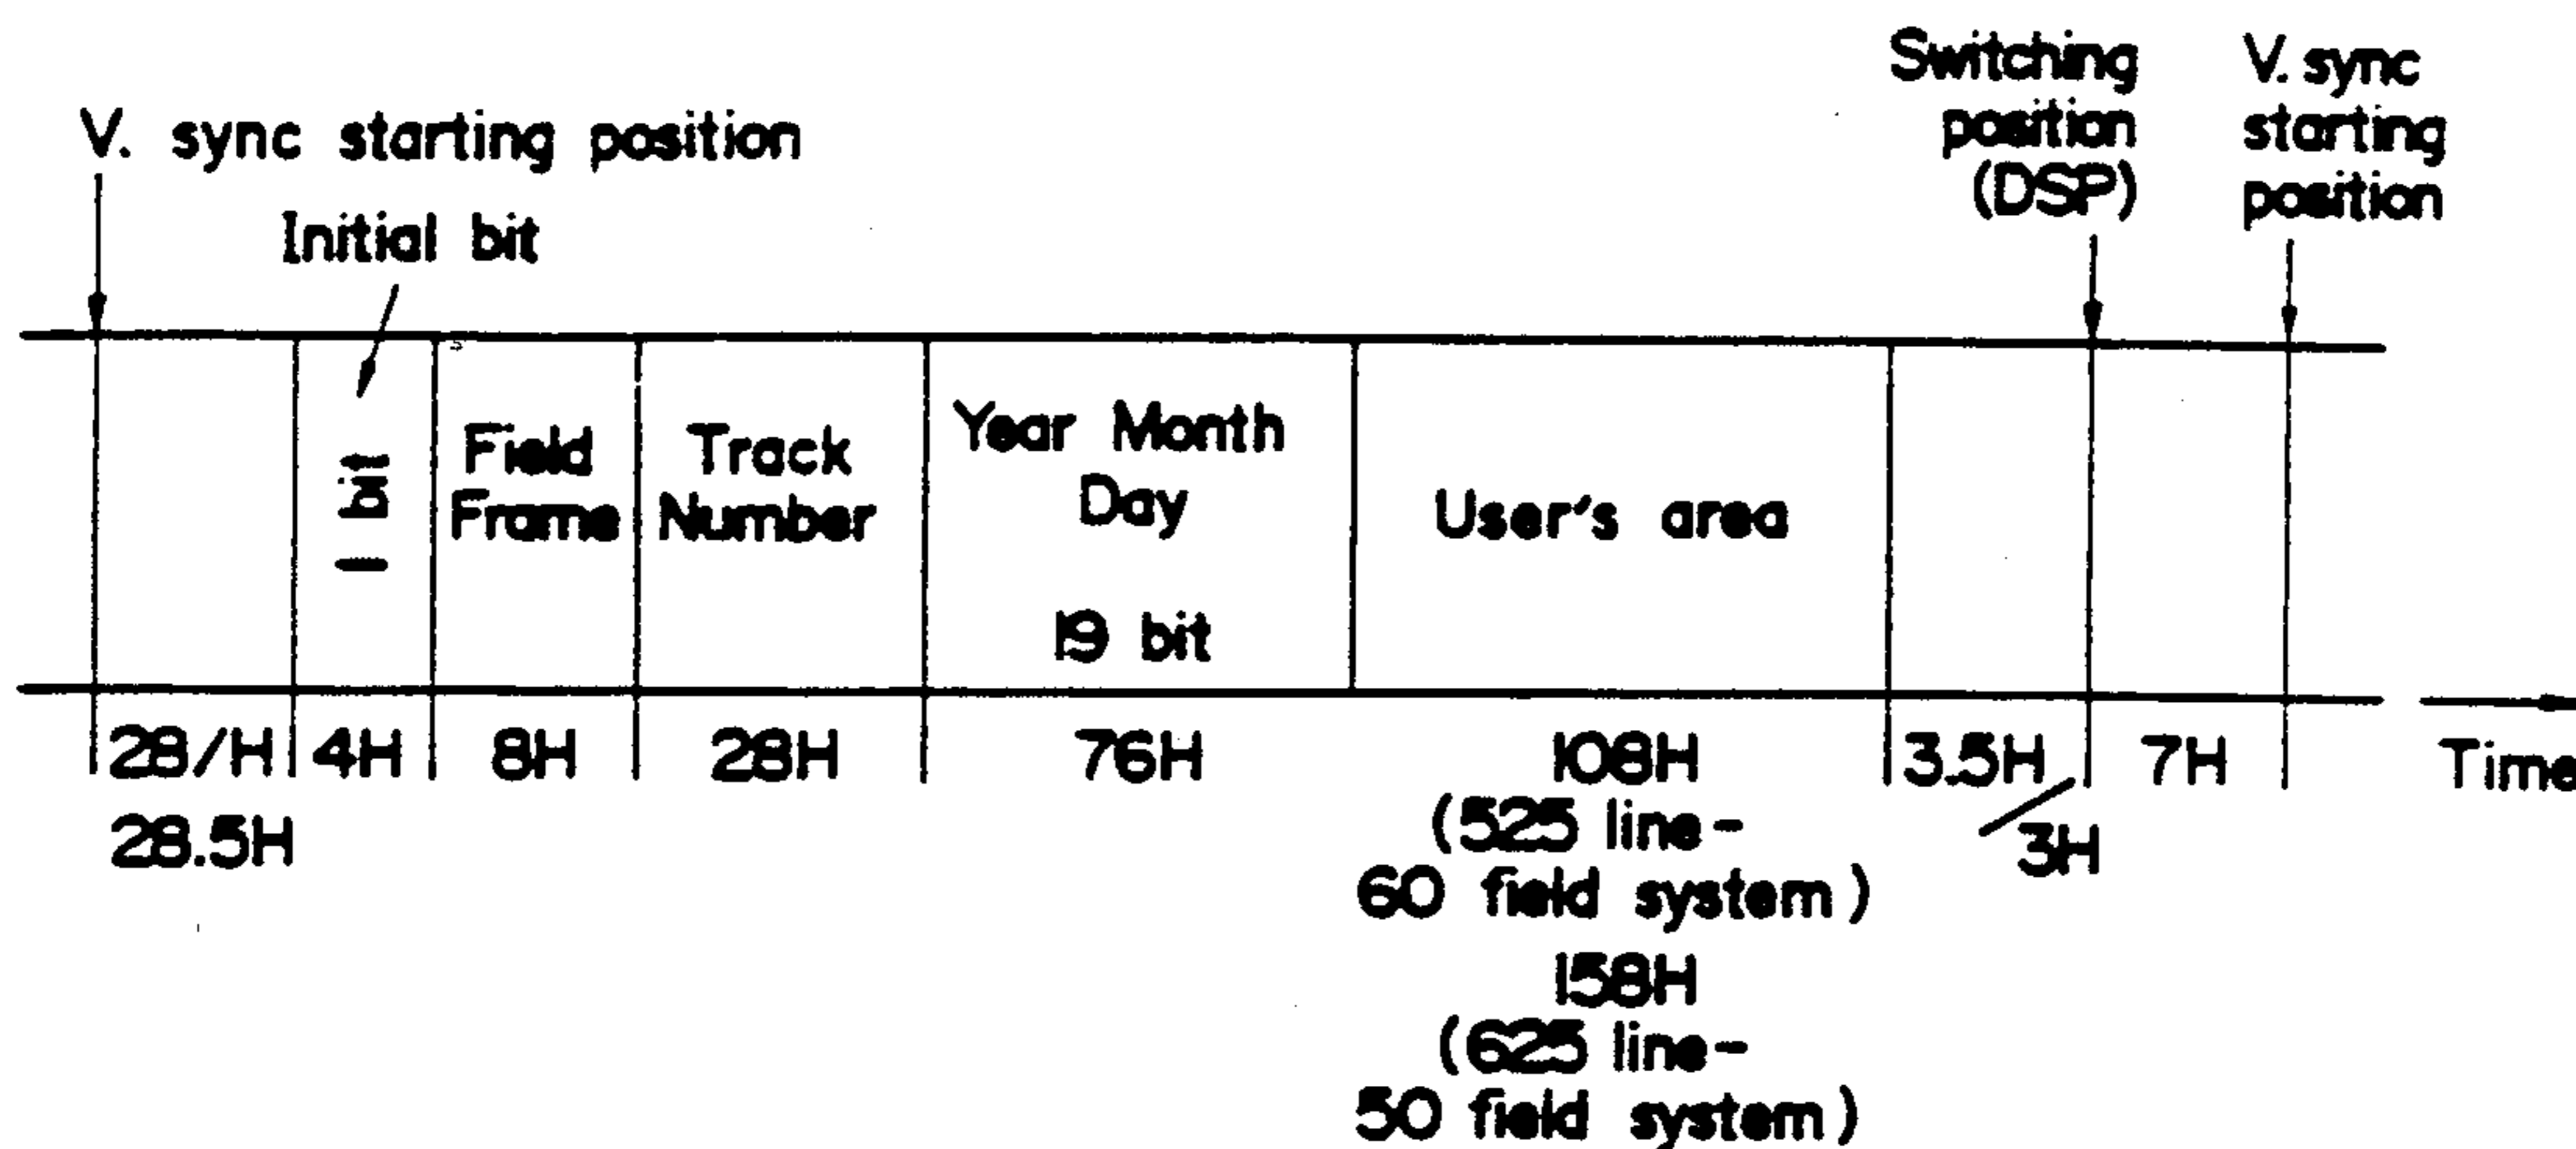 V. sync starting position
Initial bit
Switching
position
(DSP)
V. sync
starting
position
1 bit
Field
Frame
Track
Number
Year Month
Day
19 bit
User's area
28/H
28.5H
4H
8H
28H
76H
108H
(525 line-
60 field system)
158H
(625 line-
50 field system)
3.5H
/3H
7H
Time